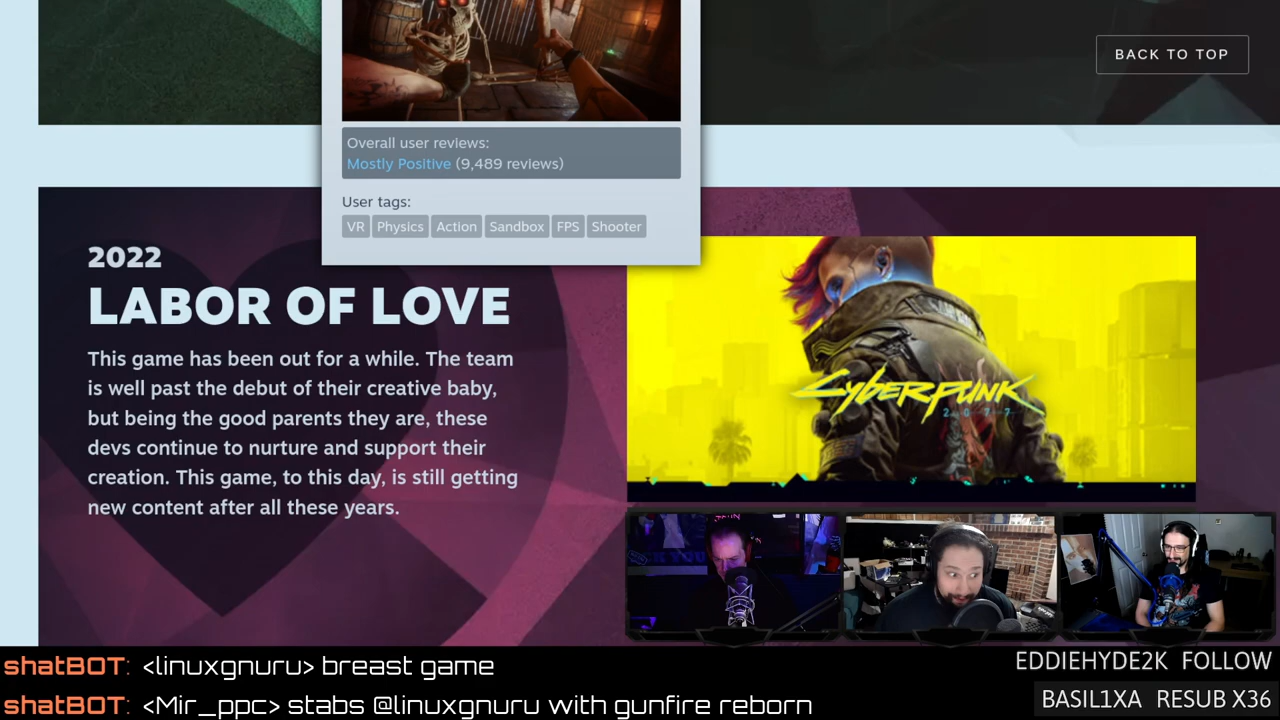 BACK TO TOP
Overall user reviews:
Mostly Positive (9,489 reviews)
User tags:
VR Physics Action Sandbox FPS Shooter
2022
LABOR OF LOVE
This game has been out for a while. The team
is well past the debut of their creative baby,
but being the good parents they are, these
devs continue to nurture and support their
creation. This game, to this day, is still getting
new content after all these years.
Cyberpunk
2077
shatBOT: <linuxgnuru> breast game
shatBOT: <Mir_ppc> stabs @linuxgnuru with gunfire reborn
EDDIEHYDE2K FOLLOW
BASIL1XA RESUB X36